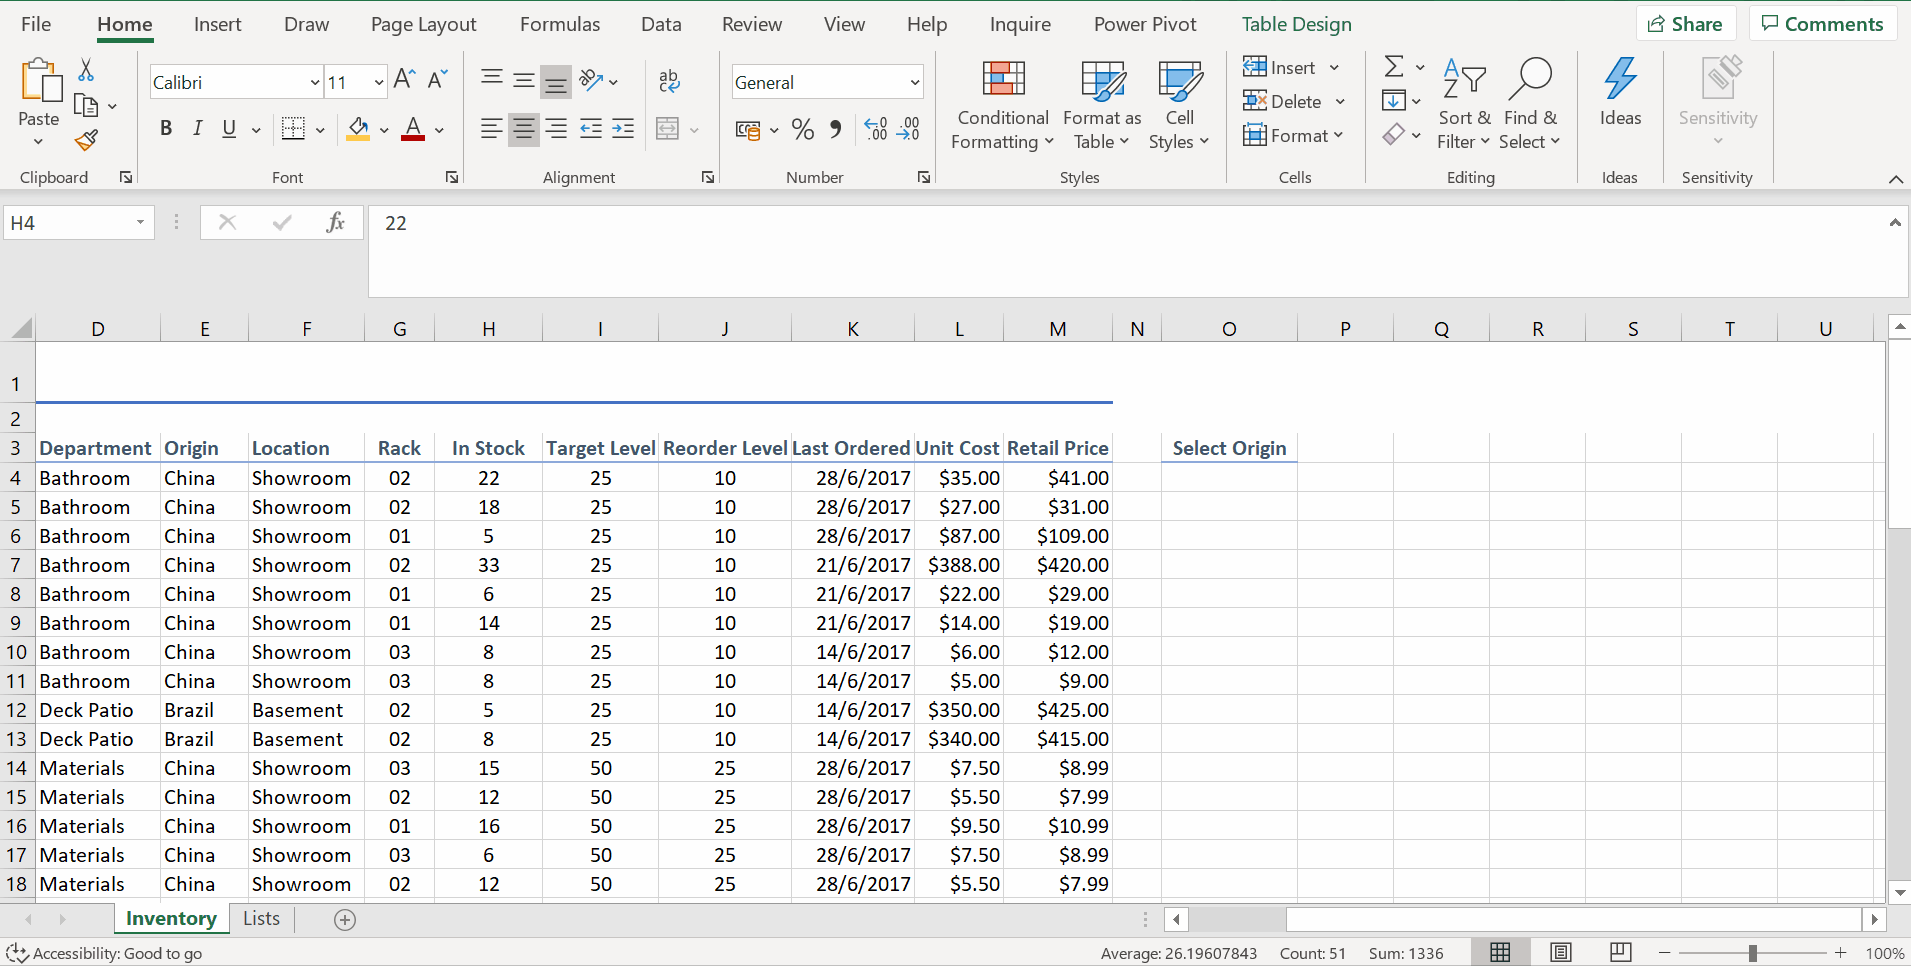 File Home Insert Draw Page Layout Formulas Data Review View Help Inquire Power Pivot Table Design Share Comments
Paste
Clipboard
Calibri 11
B I U A
Font
ab
Alignment
General
% .00 .00
Number
Conditional Formatting
Format as Table
Cell Styles
Styles
Insert
Delete
Format
Cells
Sort & Filter
Find & Select
Editing
Ideas
Ideas
Sensitivity
Sensitivity
H4 fx 22
D E F G H I J K L M N O P Q R S T U
1
2
3 Department Origin Location Rack In Stock Target Level Reorder Level Last Ordered Unit Cost Retail Price Select Origin
4 Bathroom China Showroom 02 22 25 10 28/6/2017 $35.00 $41.00
5 Bathroom China Showroom 02 18 25 10 28/6/2017 $27.00 $31.00
6 Bathroom China Showroom 01 5 25 10 28/6/2017 $87.00 $109.00
7 Bathroom China Showroom 02 33 25 10 21/6/2017 $388.00 $420.00
8 Bathroom China Showroom 01 6 25 10 21/6/2017 $22.00 $29.00
9 Bathroom China Showroom 01 14 25 10 21/6/2017 $14.00 $19.00
10 Bathroom China Showroom 03 8 25 10 14/6/2017 $6.00 $12.00
11 Bathroom China Showroom 03 8 25 10 14/6/2017 $5.00 $9.00
12 Deck Patio Brazil Basement 02 5 25 10 14/6/2017 $350.00 $425.00
13 Deck Patio Brazil Basement 02 8 25 10 14/6/2017 $340.00 $415.00
14 Materials China Showroom 03 15 50 25 28/6/2017 $7.50 $8.99
15 Materials China Showroom 02 12 50 25 28/6/2017 $5.50 $7.99
16 Materials China Showroom 01 16 50 25 28/6/2017 $9.50 $10.99
17 Materials China Showroom 03 6 50 25 28/6/2017 $7.50 $8.99
18 Materials China Showroom 02 12 50 25 28/6/2017 $5.50 $7.99
Inventory Lists
Accessibility: Good to go Average: 26.19607843 Count: 51 Sum: 1336 100%